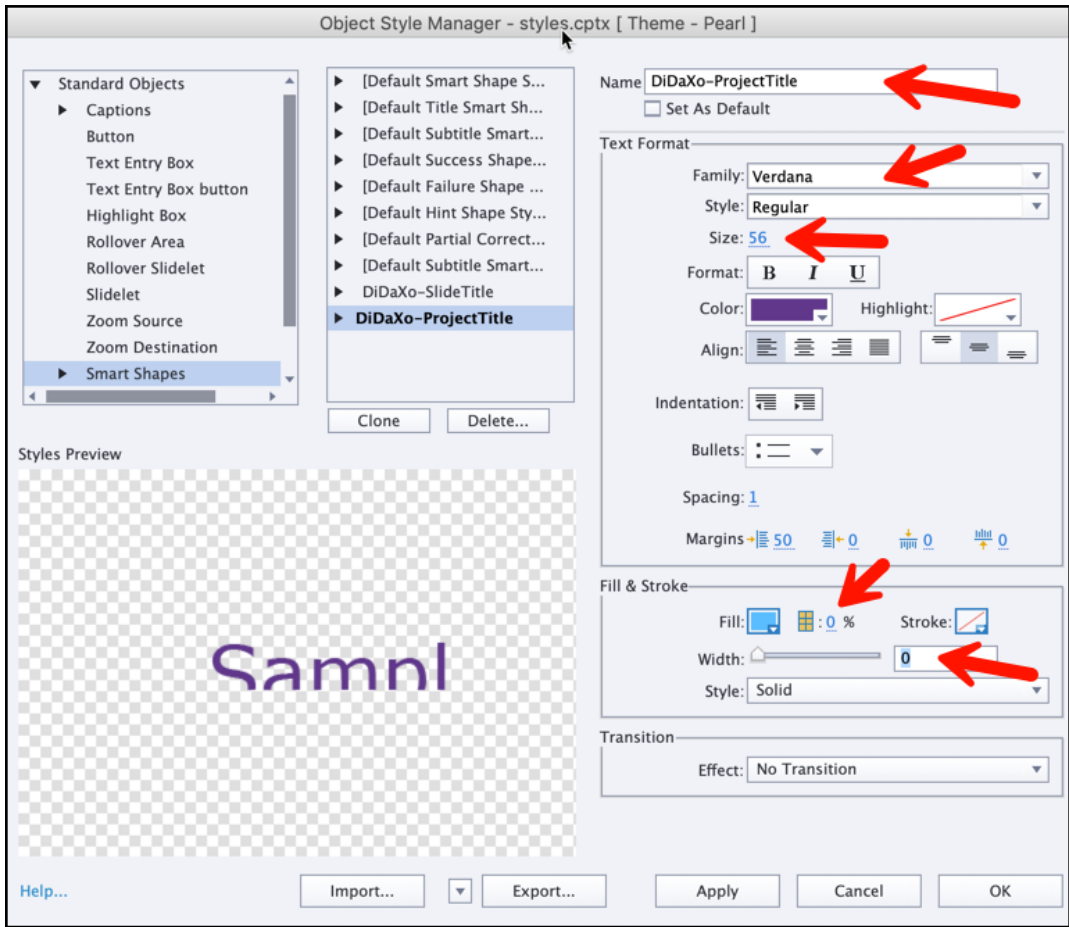 Object Style Manager - styles.cptx [ Theme - Pearl ]
Standard Objects
Captions
Button
Text Entry Box
Text Entry Box button
Highlight Box
Rollover Area
Rollover Slidelet
Slidelet
Zoom Source
Zoom Destination
Smart Shapes
[Default Smart Shape S...
[Default Title Smart Sh...
[Default Subtitle Smart...
[Default Success Shape...
[Default Failure Shape ...
[Default Hint Shape Sty...
[Default Partial Correct...
[Default Subtitle Smart...
DiDaXo-SlideTitle
DiDaXo-ProjectTitle
Clone Delete...
Styles Preview
Sampl
Name DiDaXo-ProjectTitle
Set As Default
Text Format
Family: Verdana
Style: Regular
Size: 56
Format: B I U
Color: Highlight:
Align:
Indentation:
Bullets:
Spacing: 1
Margins 50 0 0 0
Fill & Stroke
Fill: : 0 % Stroke:
Width: 0
Style: Solid
Transition
Effect: No Transition
Help... Import... Export... Apply Cancel OK